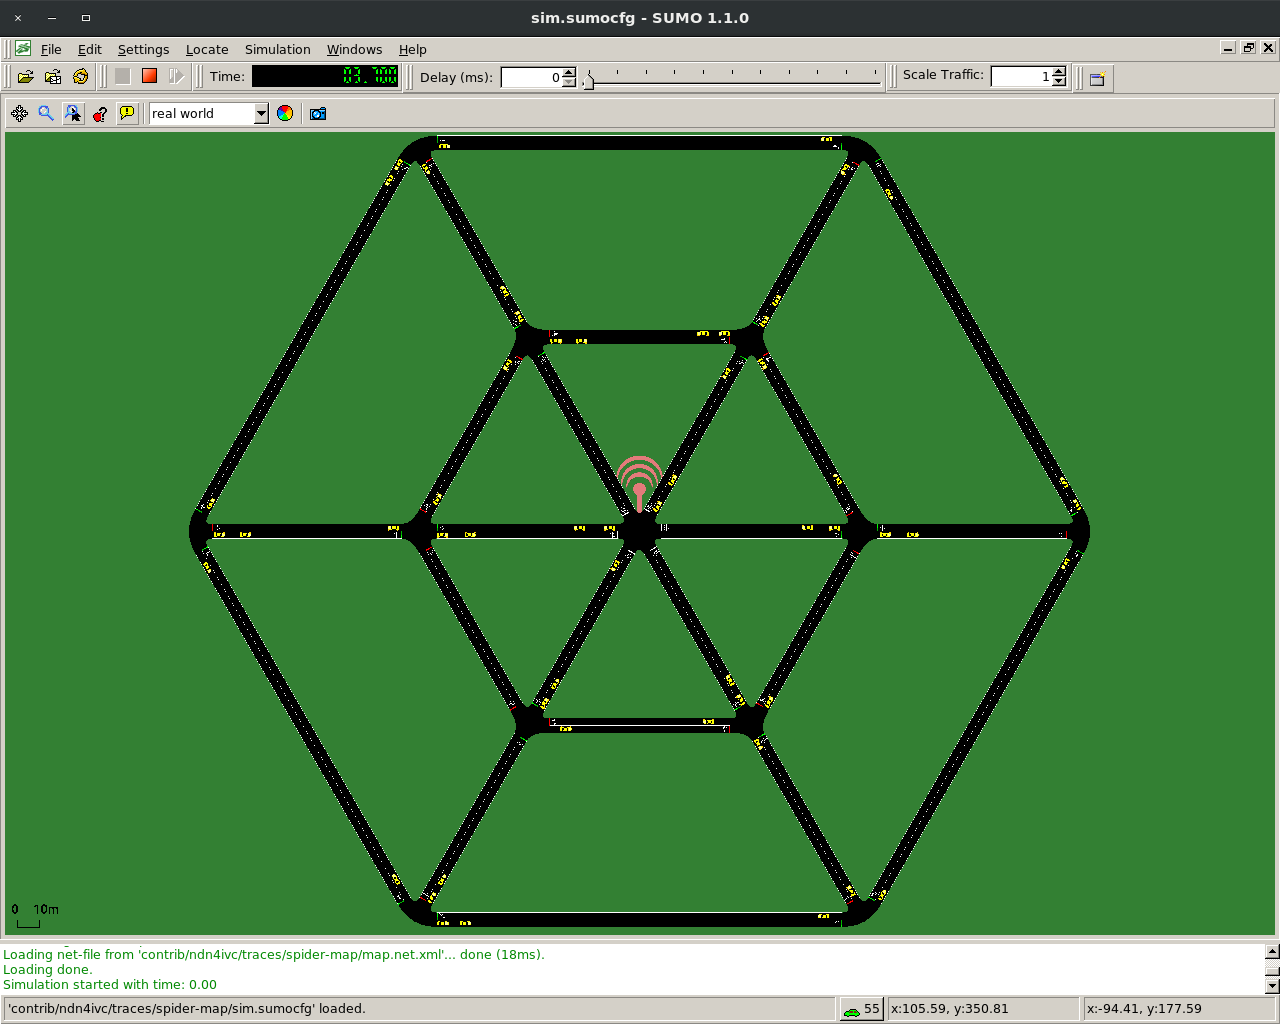 sim.sumocfg - SUMO 1.1.0
File Edit Settings Locate Simulation Windows Help
Time: 03.700 Delay (ms): 0 Scale Traffic: 1
real world
0 10m
Loading net-file from 'contrib/ndn4ivc/traces/spider-map/map.net.xml'... done (18ms).
Loading done.
Simulation started with time: 0.00
'contrib/ndn4ivc/traces/spider-map/sim.sumocfg' loaded. 55 x:105.59, y:350.81 x:-94.41, y:177.59